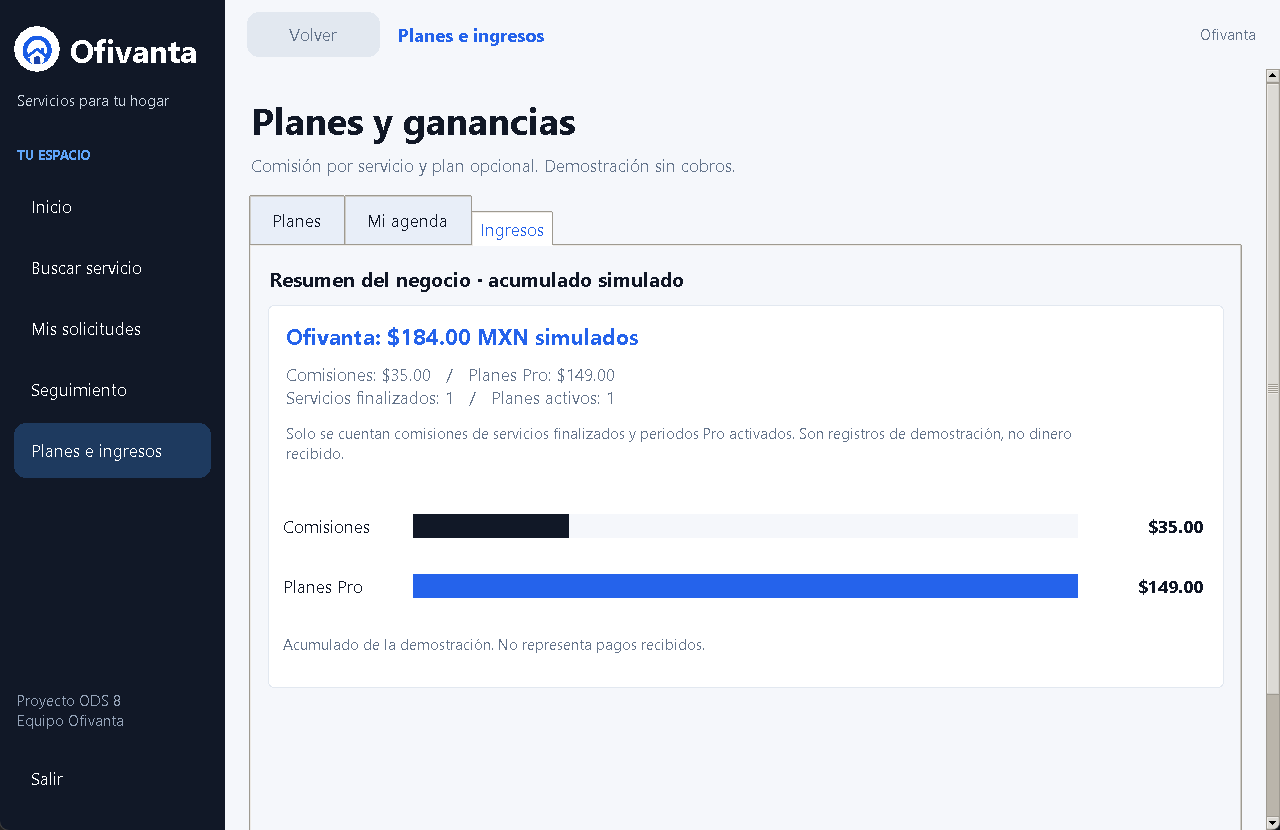 Ofivanta
Servicios para tu hogar
TU ESPACIO
Inicio
Buscar servicio
Mis solicitudes
Seguimiento
Planes e ingresos
Proyecto ODS 8
Equipo Ofivanta
Salir
Volver
Planes e ingresos
Ofivanta
Planes y ganancias
Comisión por servicio y plan opcional. Demostración sin cobros.
Planes
Mi agenda
Ingresos
Resumen del negocio · acumulado simulado
Ofivanta: $184.00 MXN simulados
Comisiones: $35.00 / Planes Pro: $149.00
Servicios finalizados: 1 / Planes activos: 1
Solo se cuentan comisiones de servicios finalizados y periodos Pro activados. Son registros de demostración, no dinero
recibido.
Comisiones $35.00
Planes Pro $149.00
Acumulado de la demostración. No representa pagos recibidos.